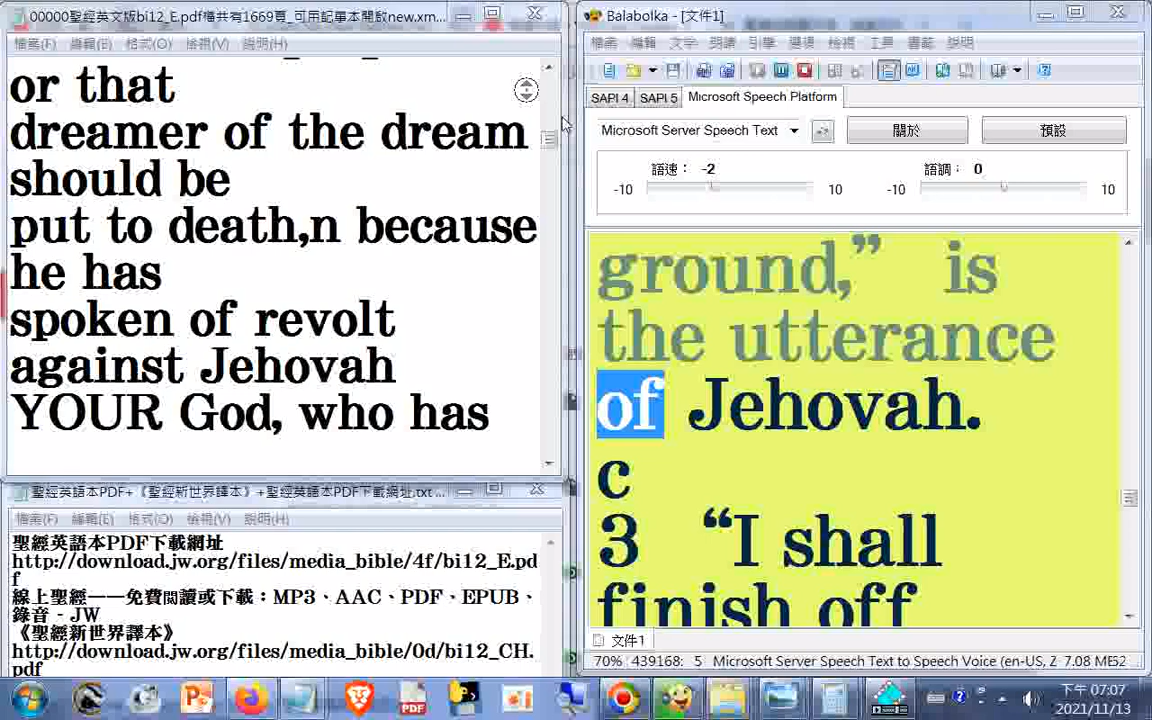 00000聖經英文版bi12_E.pdf檔共有1669頁_可用記事本開啟new.xm...
檔案(F) 編輯(E) 格式(O) 檢視(V) 說明(H)
or that
dreamer of the dream
should be
put to death,n because
he has
spoken of revolt
against Jehovah
YOUR God, who has
聖經英語本PDF+《聖經新世界譯本》+聖經英語本PDF下載網址.txt ...
檔案(F) 編輯(E) 格式(O) 檢視(V) 說明(H)
聖經英語本PDF下載網址
http://download.jw.org/files/media_bible/4f/bi12_E.pd
f
線上聖經──免費閱讀或下載：MP3、AAC、PDF、EPUB、
錄音 - JW
《聖經新世界譯本》
http://download.jw.org/files/media_bible/0d/bi12_CH.
pdf
Balabolka - [文件1]
檔案 編輯 文字 朗讀 引擎 選項 檢視 工具 書籤 說明
SAPI 4 SAPI 5 Microsoft Speech Platform
Microsoft Server Speech Text 關於 預設
語速： -2 語調： 0
-10 10 -10 10
ground,” is
the utterance
of Jehovah.
c
3 “I shall
finish off
文件1
70% 439168: 5 Microsoft Server Speech Text to Speech Voice (en-US, Z 7.08 ME52
PDF
下午 07:07
2021/11/13